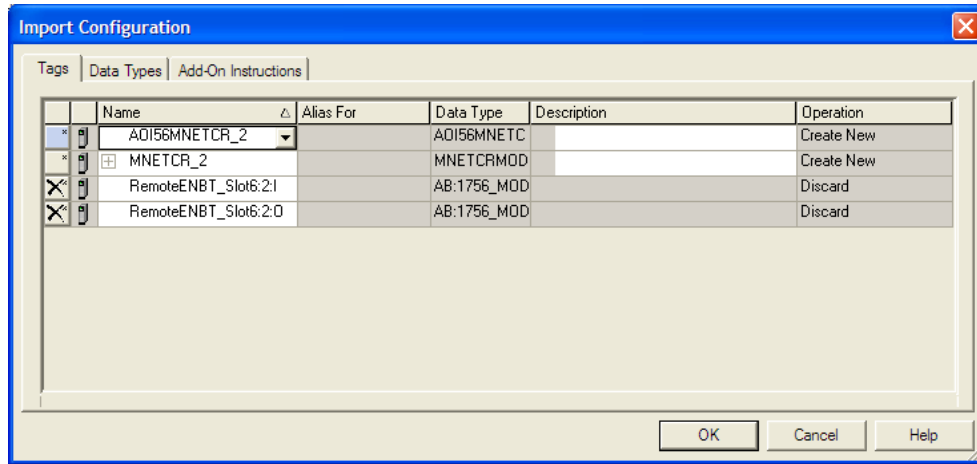 Import Configuration
Tags Data Types Add-On Instructions
Name Alias For Data Type Description Operation
AOI56MNETCR_2 AOI56MNETC Create New
MNETCR_2 MNETCRMOD Create New
RemoteENBT_Slot6:2:I AB:1756_MOD Discard
RemoteENBT_Slot6:2:O AB:1756_MOD Discard
OK Cancel Help